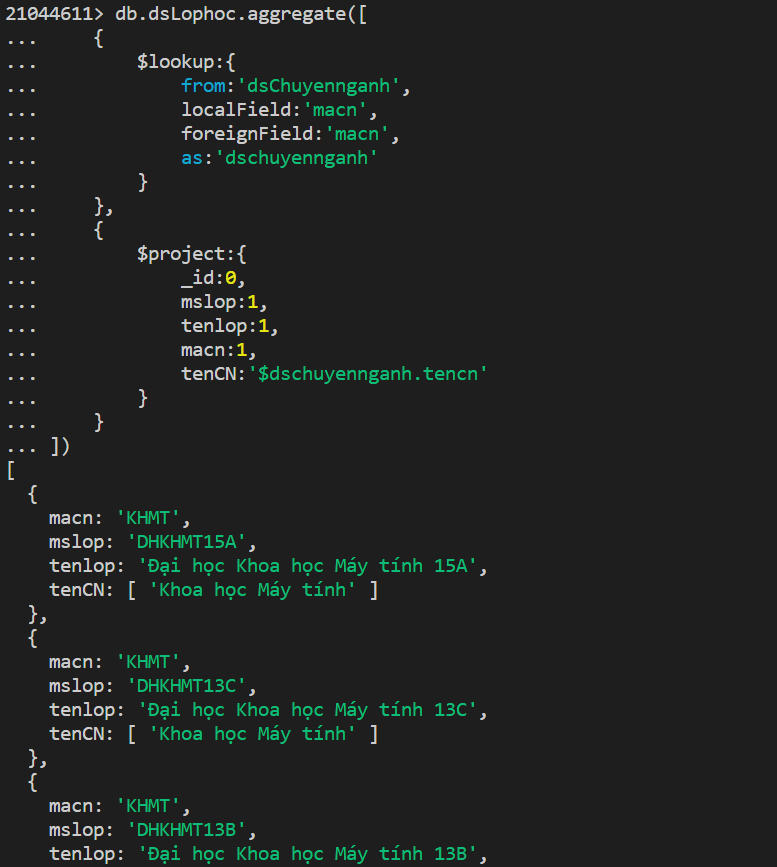 21044611> db.dsLophoc.aggregate([
...     {
...         $lookup:{
...             from:'dsChuyennganh',
...             localField:'macn',
...             foreignField:'macn',
...             as:'dschuyennganh'
...         }
...     },
...     {
...         $project:{
...             _id:0,
...             mslop:1,
...             tenlop:1,
...             macn:1,
...             tenCN:'$dschuyennganh.tencn'
...         }
...     }
... ])
[
  {
    macn: 'KHMT',
    mslop: 'DHKHMT15A',
    tenlop: 'Đại học Khoa học Máy tính 15A',
    tenCN: [ 'Khoa học Máy tính' ]
  },
  {
    macn: 'KHMT',
    mslop: 'DHKHMT13C',
    tenlop: 'Đại học Khoa học Máy tính 13C',
    tenCN: [ 'Khoa học Máy tính' ]
  },
  {
    macn: 'KHMT',
    mslop: 'DHKHMT13B',
    tenlop: 'Đại học Khoa học Máy tính 13B',